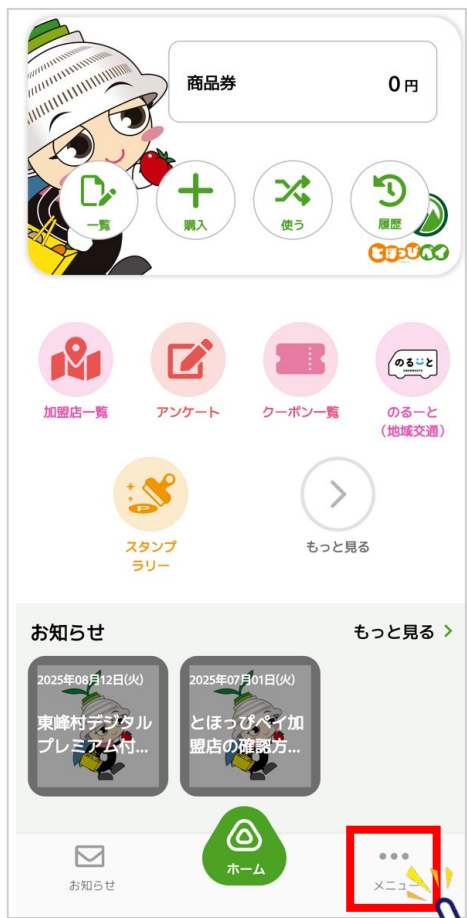 商品券 0円
一覧 購入 使う 履歴
とほっぴペイ
のるーと
加盟店一覧 アンケート クーポン一覧 のるーと
(地域交通)
P
スタンプ もっと見る
ラリー
お知らせ もっと見る
2025年08月12日(火) 2025年07月01日(火)
東峰村デジタル とほっぴペイ加
プレミアム付... 盟店の確認方...
ホーム
お知らせ メニュー